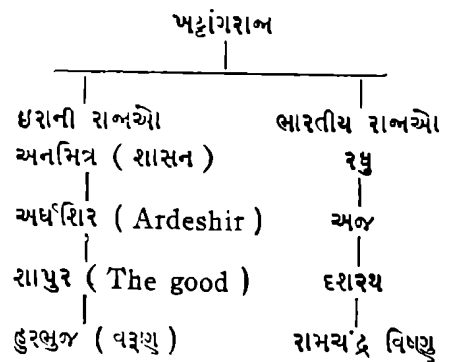 ખટ્ટાંગરાજા
ઇરાની રાજાઓ ભારતીય રાજાઓ
અનમિત્ર ( શાસન ) રઘુ
અર્ધશિર ( Ardeshir ) અજ
શાપુર ( The good ) દશરથ
હુરભુજ ( વરૂણ ) રામચંદ્ર વિષ્ણુ